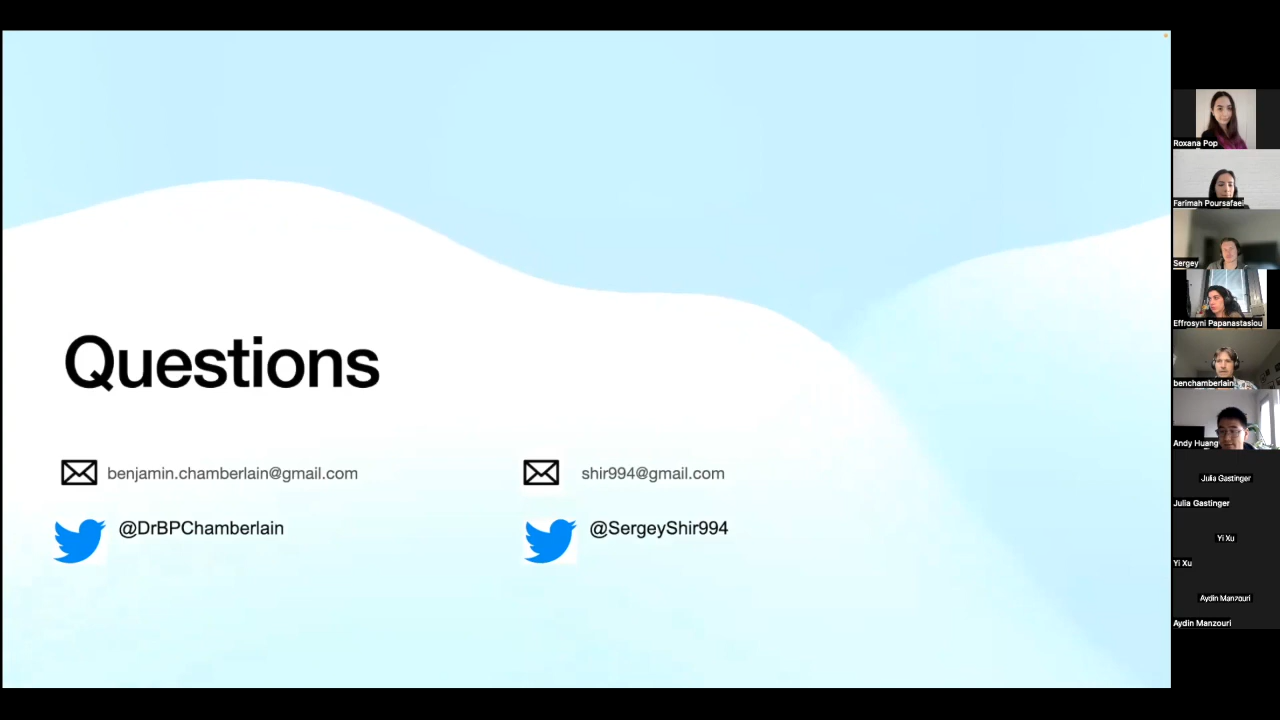 Questions
benjamin.chamberlain@gmail.com
shir994@gmail.com
@DrBPChamberlain
@SergeyShir994
Roxana Pop
Farimah Poursafaei
Sergey
Effrosyni Papanastasiou
benchamberlain
Andy Huang
Julia Gastinger
Julia Gastinger
Yi Xu
Yi Xu
Aydin Manzouri
Aydin Manzouri